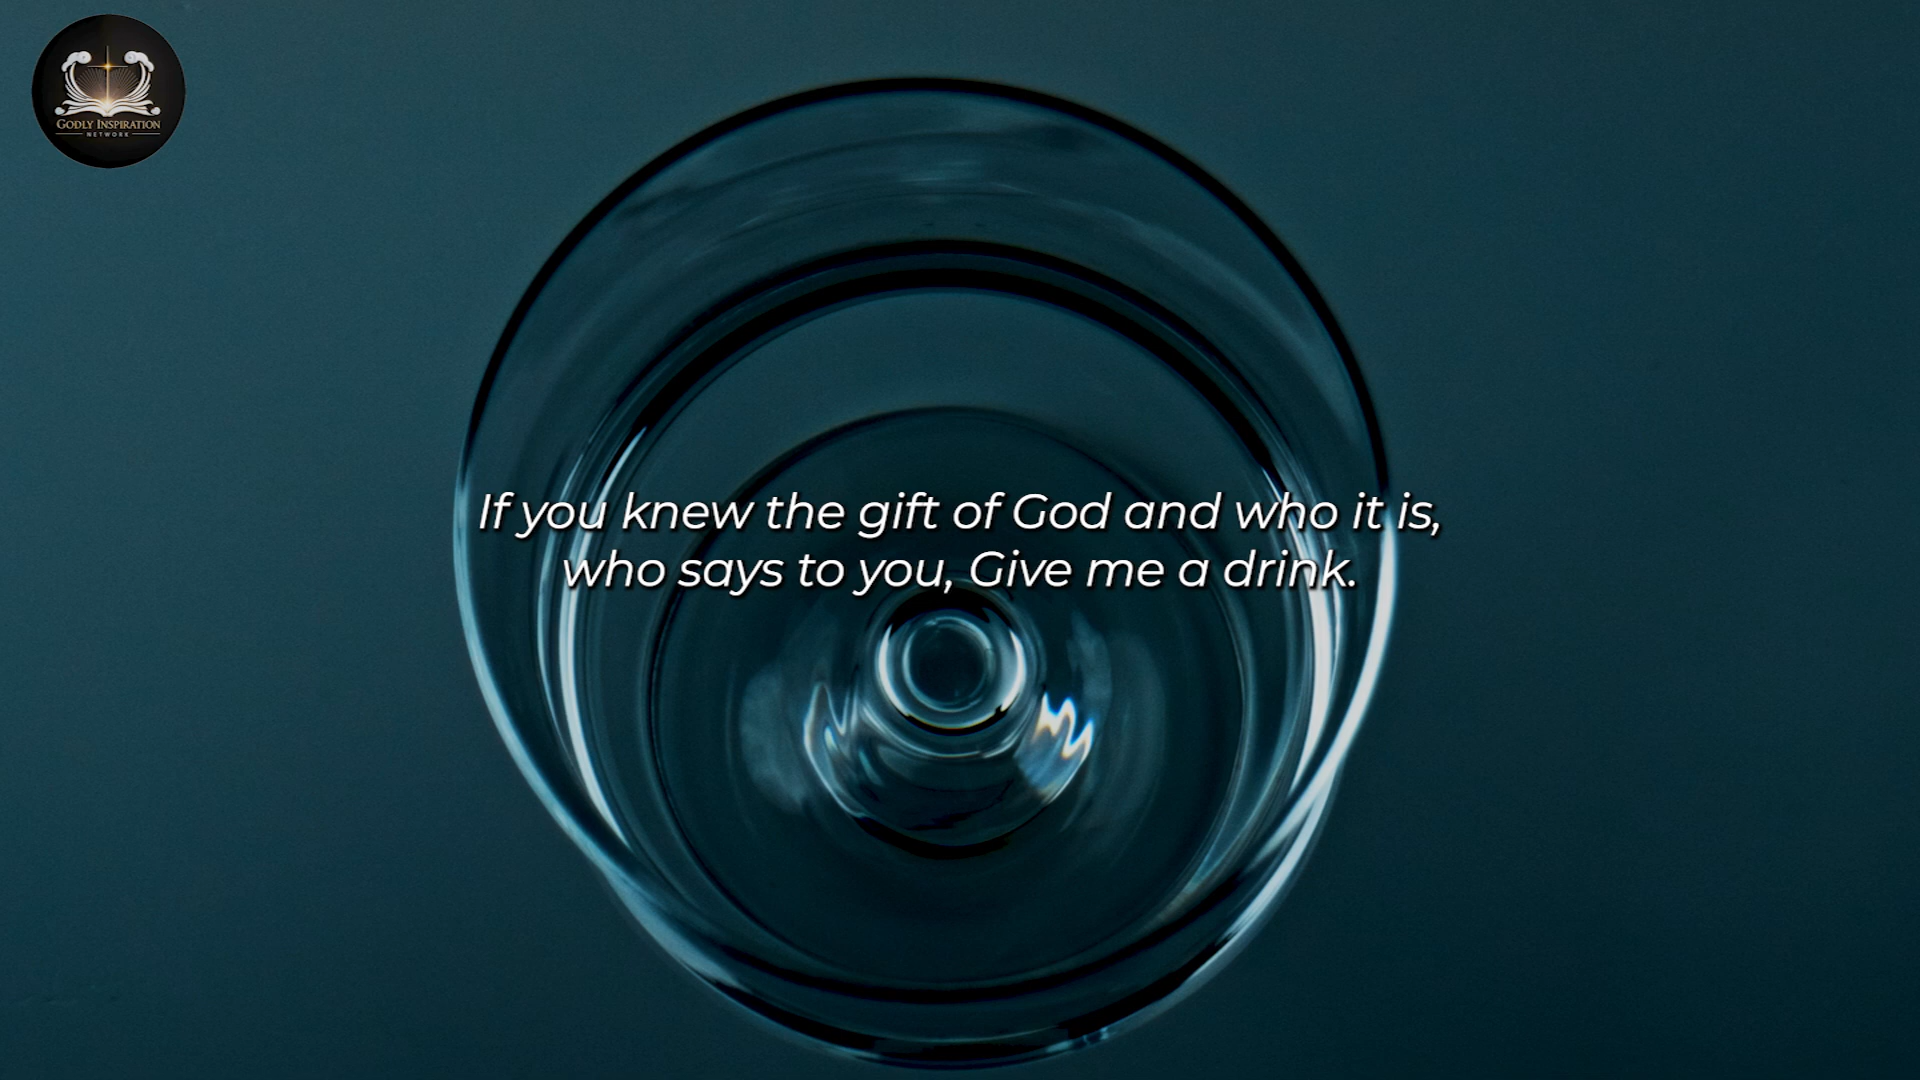 GODLY INSPIRATION
NETWORK
If you knew the gift of God and who it is,
who says to you, Give me a drink.